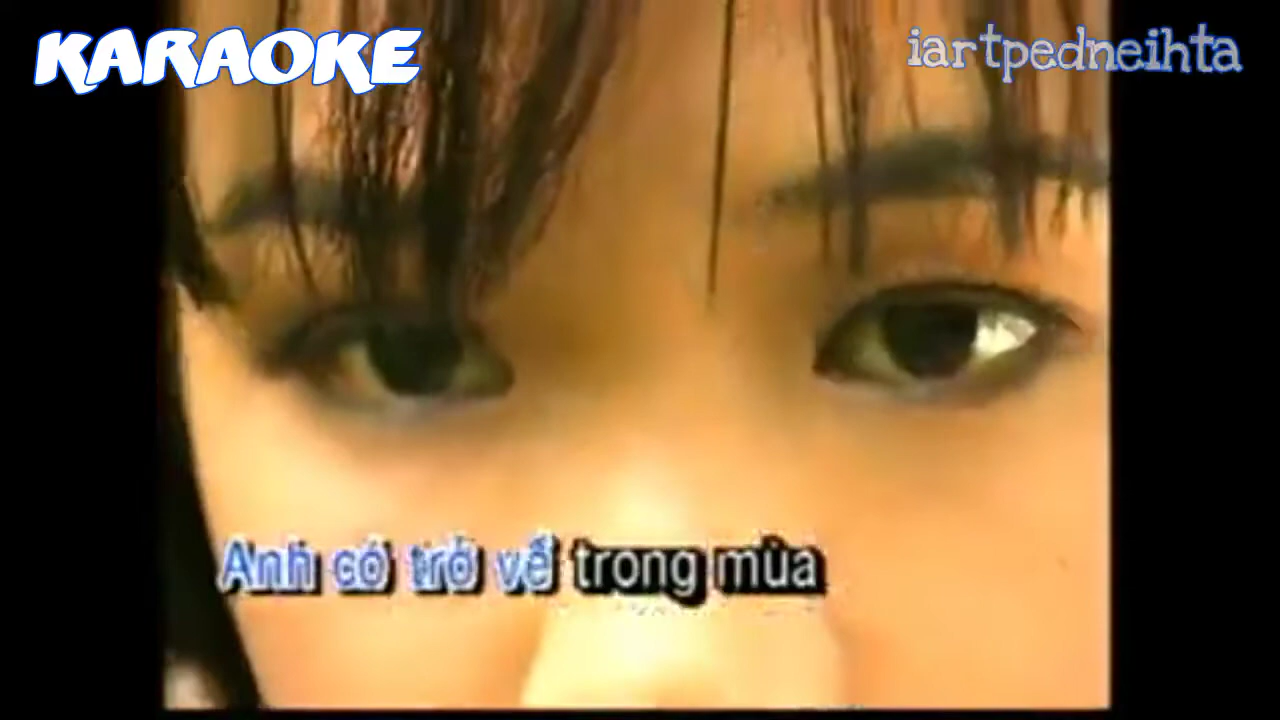 KARAOKE
iartpedneihta
Anh có trở về trong mùa